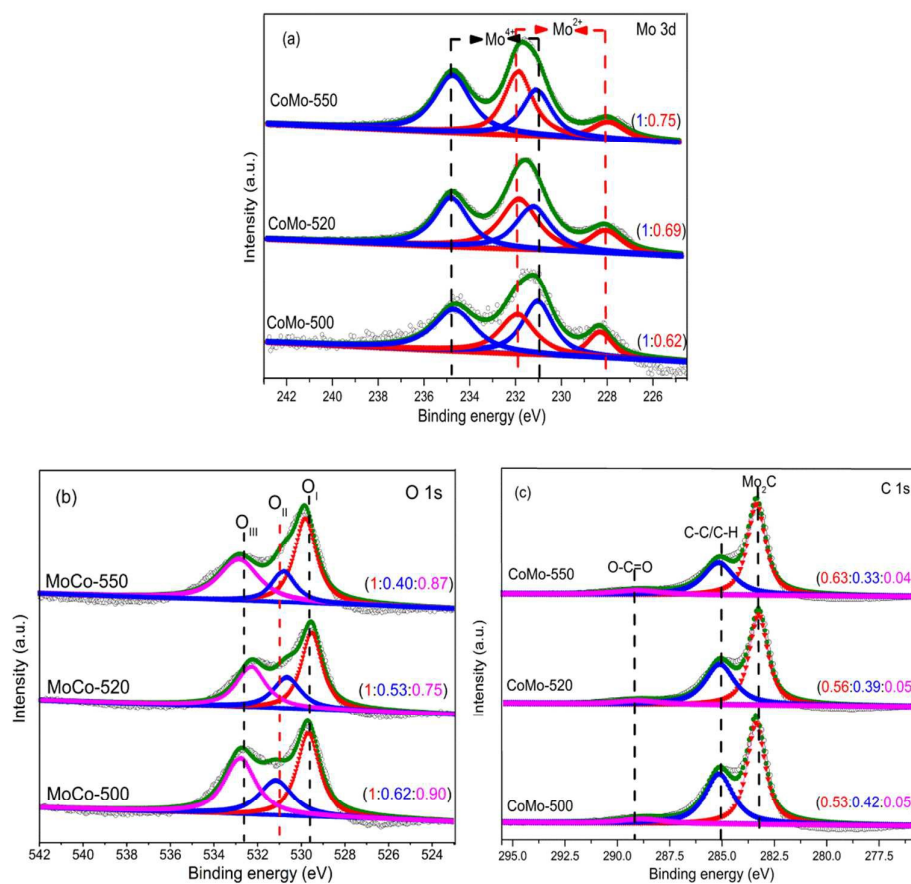 (a) Mo⁴⁺ Mo²⁺ Mo 3d
CoMo-550
(1:0.75)
CoMo-520
(1:0.69)
CoMo-500
(1:0.62)
Intensity (a.u.)
242 240 238 236 234 232 230 228 226
Binding energy (eV)
(b) O 1s
O_III O_II O_I
MoCo-550
(1:0.40:0.87)
MoCo-520
(1:0.53:0.75)
MoCo-500
(1:0.62:0.90)
Intensity (a.u.)
542 540 538 536 534 532 530 528 526 524
Binding energy (eV)
(c) Mo₂C C 1s
C-C/C-H
O-C=O
CoMo-550
(0.63:0.33:0.04)
CoMo-520
(0.56:0.39:0.05)
CoMo-500
(0.53:0.42:0.05)
Intensity (a.u.)
295.0 292.5 290.0 287.5 285.0 282.5 280.0 277.5
Binding energy (eV)